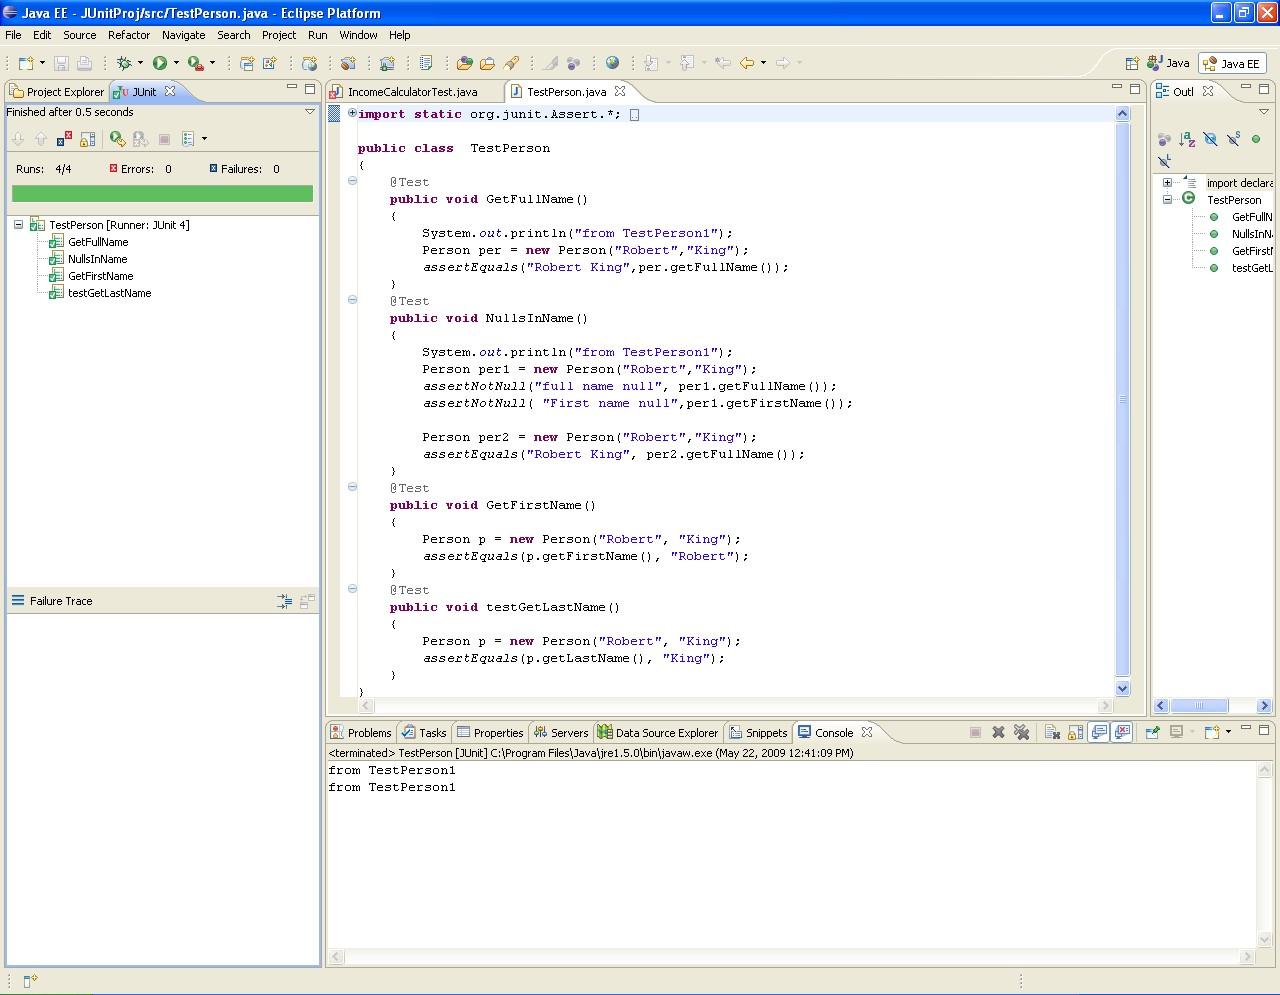 Java EE - JUnitProj/src/TestPerson.java - Eclipse Platform
File Edit Source Refactor Navigate Search Project Run Window Help
Java Java EE
Project Explorer JUnit
Finished after 0.5 seconds
Runs: 4/4 Errors: 0 Failures: 0
TestPerson [Runner: JUnit 4]
GetFullName
NullsInName
GetFirstName
testGetLastName
Failure Trace
IncomeCalculatorTest.java TestPerson.java
import static org.junit.Assert.*;
public class  TestPerson
{
@Test
public void GetFullName()
{
System.out.println("from TestPerson1");
Person per = new Person("Robert","King");
assertEquals("Robert King",per.getFullName());
}
@Test
public void NullsInName()
{
System.out.println("from TestPerson1");
Person per1 = new Person("Robert","King");
assertNotNull("full name null", per1.getFullName());
assertNotNull( "First name null",per1.getFirstName());
Person per2 = new Person("Robert","King");
assertEquals("Robert King", per2.getFullName());
}
@Test
public void GetFirstName()
{
Person p = new Person("Robert", "King");
assertEquals(p.getFirstName(), "Robert");
}
@Test
public void testGetLastName()
{
Person p = new Person("Robert", "King");
assertEquals(p.getLastName(), "King");
}
}
Outl
import declara
TestPerson
GetFullN
NullsInN
GetFirstN
testGetL
Problems Tasks Properties Servers Data Source Explorer Snippets Console
<terminated> TestPerson [JUnit] C:\Program Files\Java\jre1.5.0\bin\javaw.exe (May 22, 2009 12:41:09 PM)
from TestPerson1
from TestPerson1